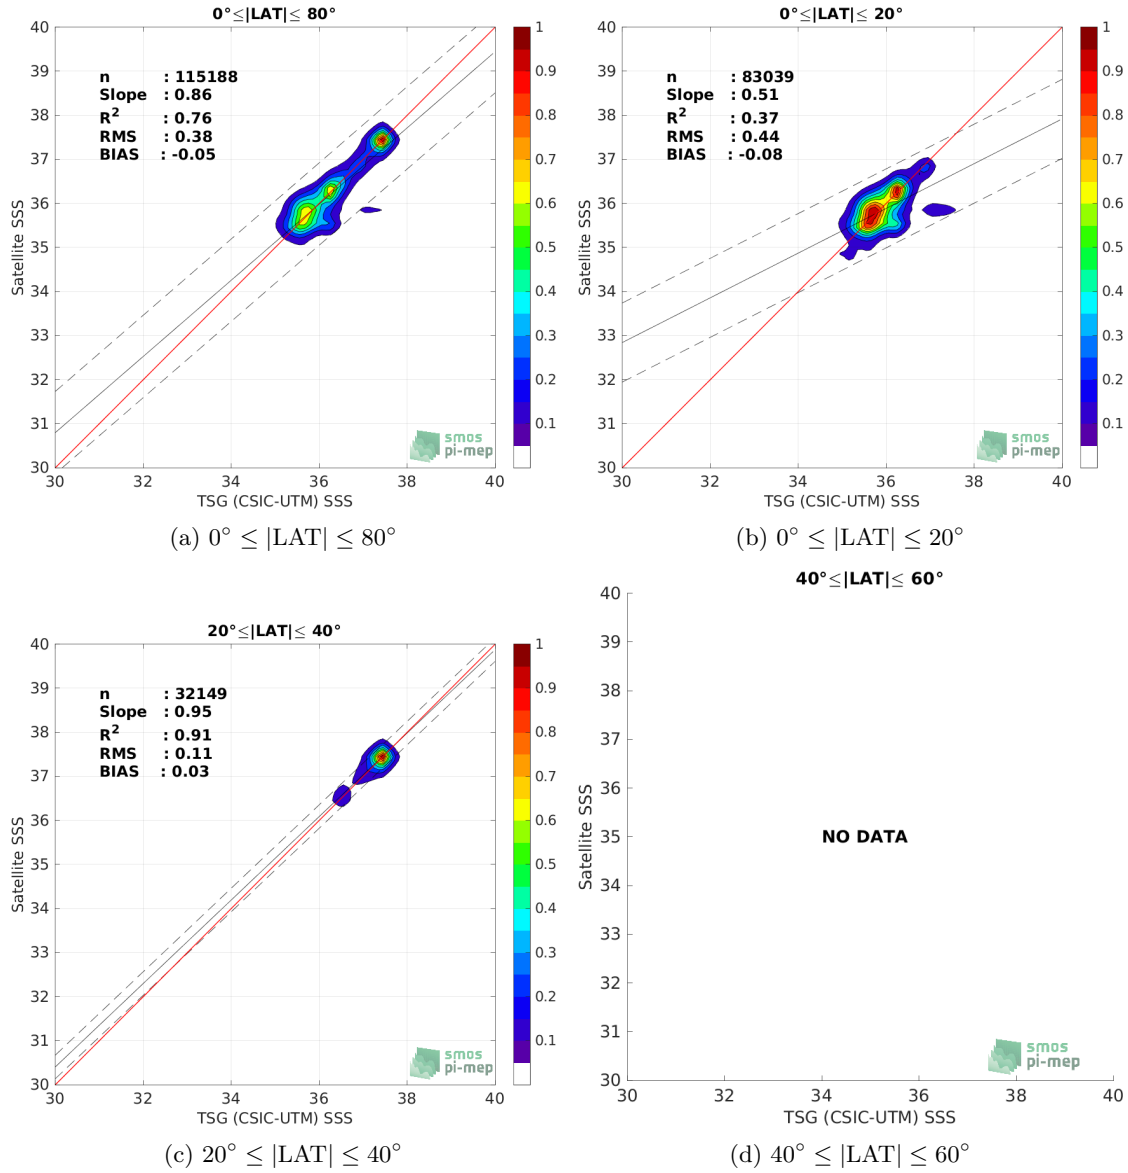 0°≤|LAT|≤ 80°
n : 115188
Slope : 0.86
R² : 0.76
RMS : 0.38
BIAS : -0.05
40
39
38
37
36
35
34
33
32
31
30
Satellite SSS
30 32 34 36 38 40
TSG (CSIC-UTM) SSS
1
0.9
0.8
0.7
0.6
0.5
0.4
0.3
0.2
0.1
smos
pi-mep
(a) 0° ≤ |LAT| ≤ 80°
0°≤|LAT|≤ 20°
n : 83039
Slope : 0.51
R² : 0.37
RMS : 0.44
BIAS : -0.08
40
39
38
37
36
35
34
33
32
31
30
Satellite SSS
30 32 34 36 38 40
TSG (CSIC-UTM) SSS
1
0.9
0.8
0.7
0.6
0.5
0.4
0.3
0.2
0.1
smos
pi-mep
(b) 0° ≤ |LAT| ≤ 20°
20°≤|LAT|≤ 40°
n : 32149
Slope : 0.95
R² : 0.91
RMS : 0.11
BIAS : 0.03
40
39
38
37
36
35
34
33
32
31
30
Satellite SSS
30 32 34 36 38 40
TSG (CSIC-UTM) SSS
1
0.9
0.8
0.7
0.6
0.5
0.4
0.3
0.2
0.1
smos
pi-mep
(c) 20° ≤ |LAT| ≤ 40°
40°≤|LAT|≤ 60°
40
39
38
37
36
35
34
33
32
31
30
Satellite SSS
NO DATA
30 32 34 36 38 40
TSG (CSIC-UTM) SSS
smos
pi-mep
(d) 40° ≤ |LAT| ≤ 60°